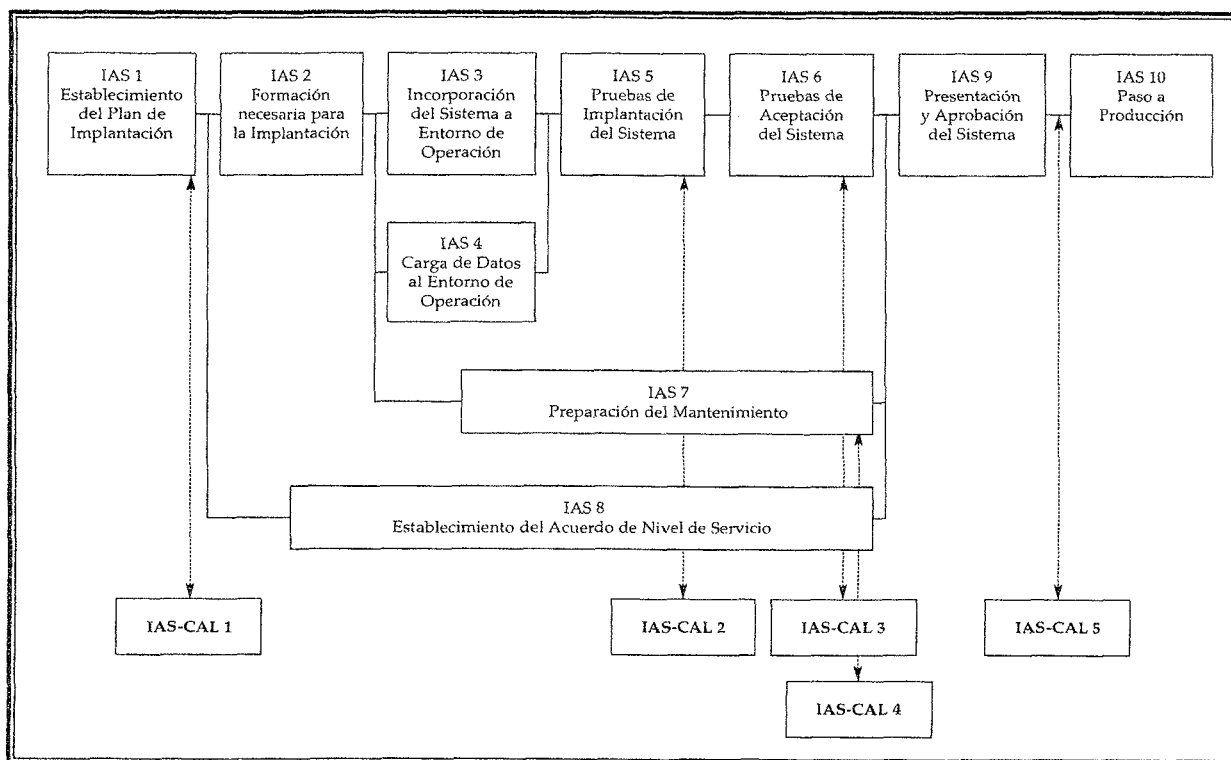 IAS 1
Establecimiento
del Plan de
Implantación
IAS 2
Formación
necesaria para
la Implantación
IAS 3
Incorporación
del Sistema a
Entorno de
Operación
IAS 5
Pruebas de
Implantación
del Sistema
IAS 6
Pruebas de
Aceptación
del Sistema
IAS 9
Presentación
y Aprobación
del Sistema
IAS 10
Paso a
Producción
IAS 4
Carga de Datos
al Entorno de
Operación
IAS 7
Preparación del Mantenimiento
IAS 8
Establecimiento del Acuerdo de Nivel de Servicio
IAS-CAL 1
IAS-CAL 2
IAS-CAL 3
IAS-CAL 5
IAS-CAL 4